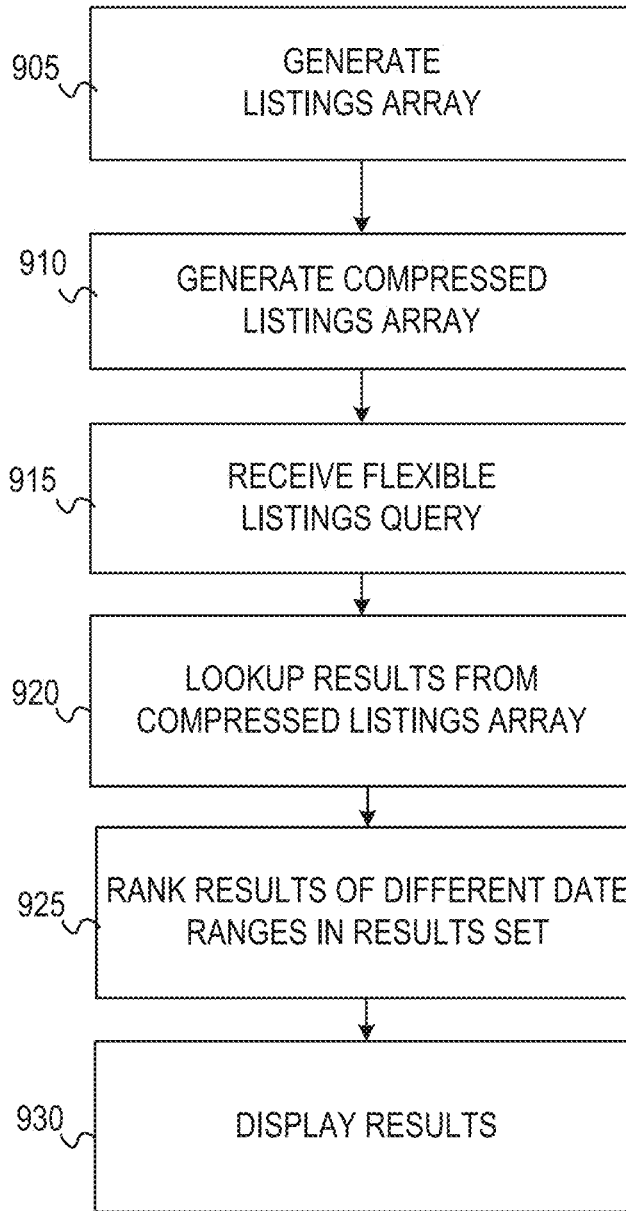 905
GENERATE
LISTINGS ARRAY
910
GENERATE COMPRESSED
LISTINGS ARRAY
915
RECEIVE FLEXIBLE
LISTINGS QUERY
920
LOOKUP RESULTS FROM
COMPRESSED LISTINGS ARRAY
925
RANK RESULTS OF DIFFERENT DATE
RANGES IN RESULTS SET
930
DISPLAY RESULTS